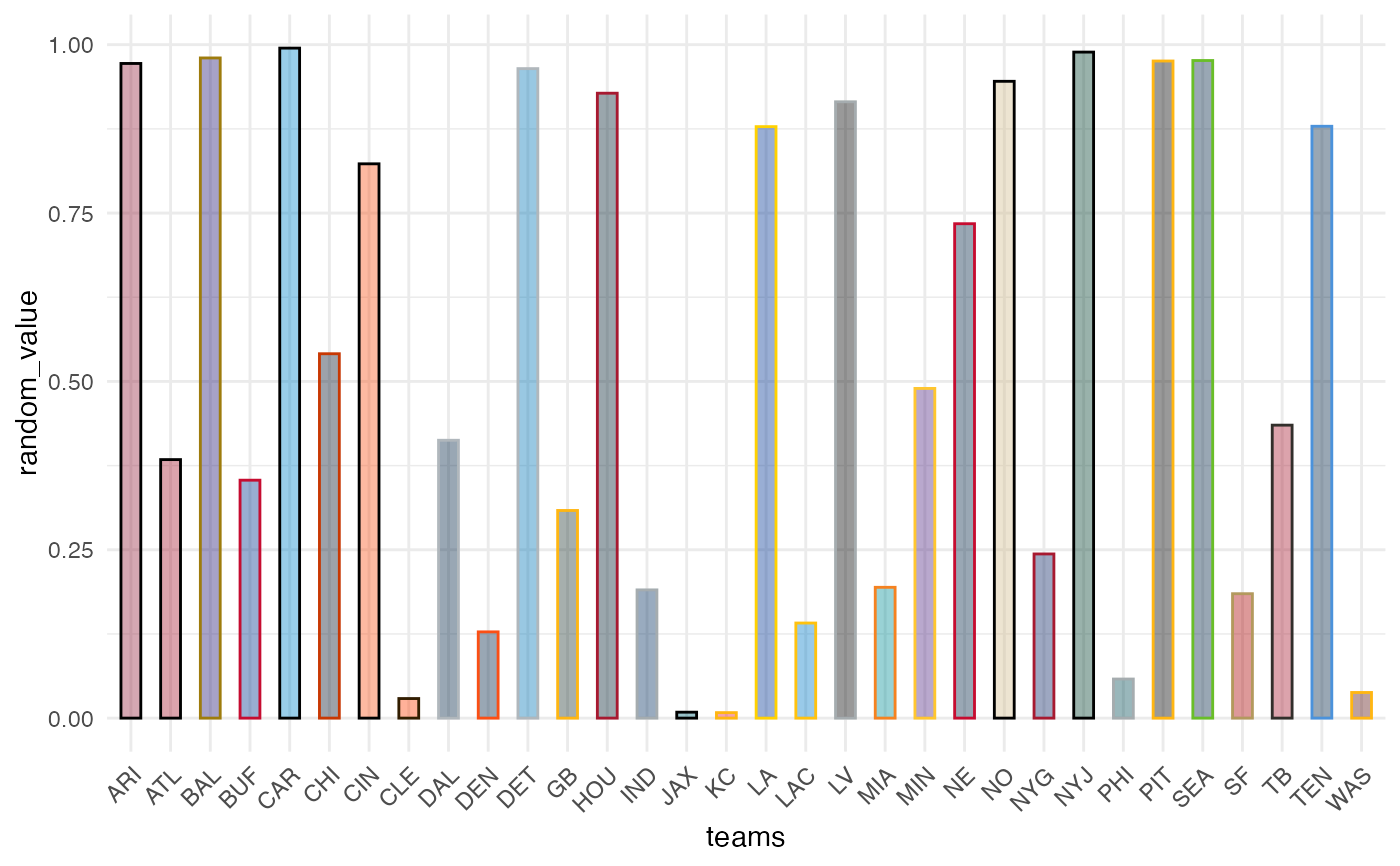 random_value
1.00
0.75
0.50
0.25
0.00
ARI ATL BAL BUF CAR CHI CIN CLE DAL DEN DET GB HOU IND JAX KC LA LAC LV MIA MIN NE NO NYG NYJ PHI PIT SEA SF TB TEN WAS
teams